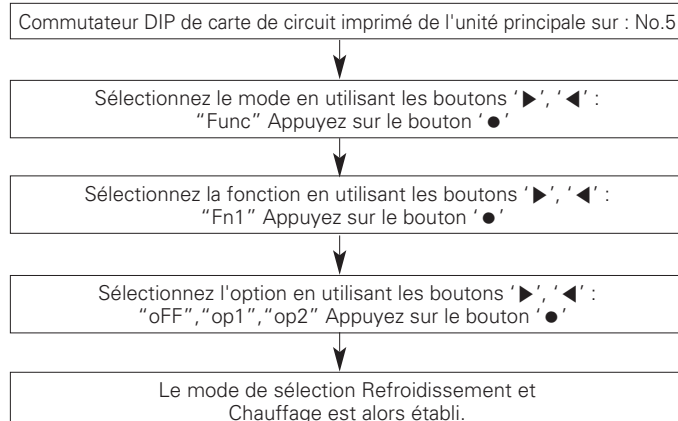 Commutateur DIP de carte de circuit imprimé de l'unité principale sur : No.5
Sélectionnez le mode en utilisant les boutons ‘▶’, ‘◀’ :
“Func” Appuyez sur le bouton ‘●’
Sélectionnez la fonction en utilisant les boutons ‘▶’, ‘◀’ :
“Fn1” Appuyez sur le bouton ‘●’
Sélectionnez l'option en utilisant les boutons ‘▶’, ‘◀’ :
“oFF”,“op1”,“op2” Appuyez sur le bouton ‘●’
Le mode de sélection Refroidissement et
Chauffage est alors établi.